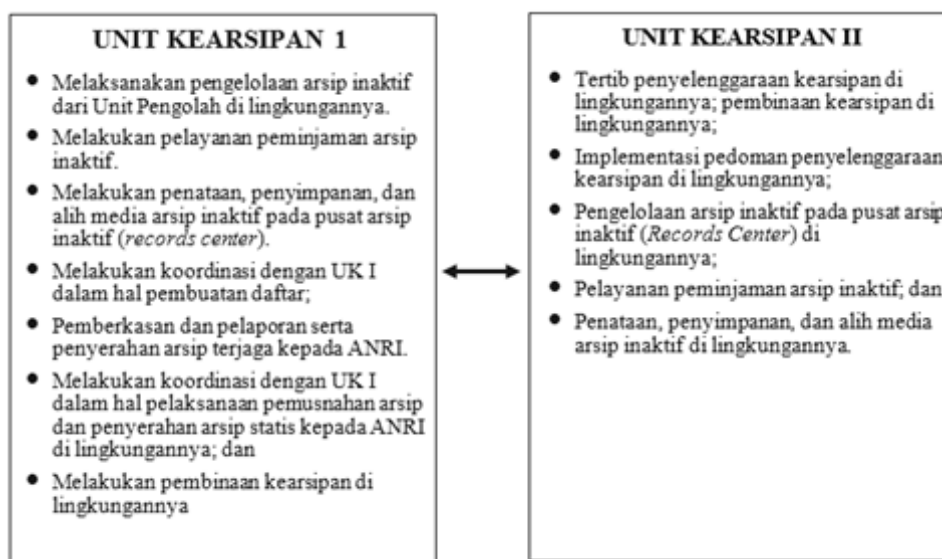 UNIT KEARSIPAN 1
• Melaksanakan pengelolaan arsip inaktif
dari Unit Pengolah di lingkungannya.
• Melakukan pelayanan peminjaman arsip
inaktif.
• Melakukan penataan, penyimpanan, dan
alih media arsip inaktif pada pusat arsip
inaktif (records center).
• Melakukan koordinasi dengan UK I
dalam hal pembuatan daftar;
• Pemberkasan dan pelaporan serta
penyerahan arsip terjaga kepada ANRI.
• Melakukan koordinasi dengan UK I
dalam hal pelaksanaan pemusnahan arsip
dan penyerahan arsip statis kepada ANRI
di lingkungannya; dan
• Melakukan pembinaan kearsipan di
lingkungannya
UNIT KEARSIPAN II
• Tertib penyelenggaraan kearsipan di
lingkungannya; pembinaan kearsipan di
lingkungannya;
• Implementasi pedoman penyelenggaraan
kearsipan di lingkungannya;
• Pengelolaan arsip inaktif pada pusat arsip
inaktif (Records Center) di
lingkungannya;
• Pelayanan peminjaman arsip inaktif; dan
• Penataan, penyimpanan, dan alih media
arsip inaktif di lingkungannya.